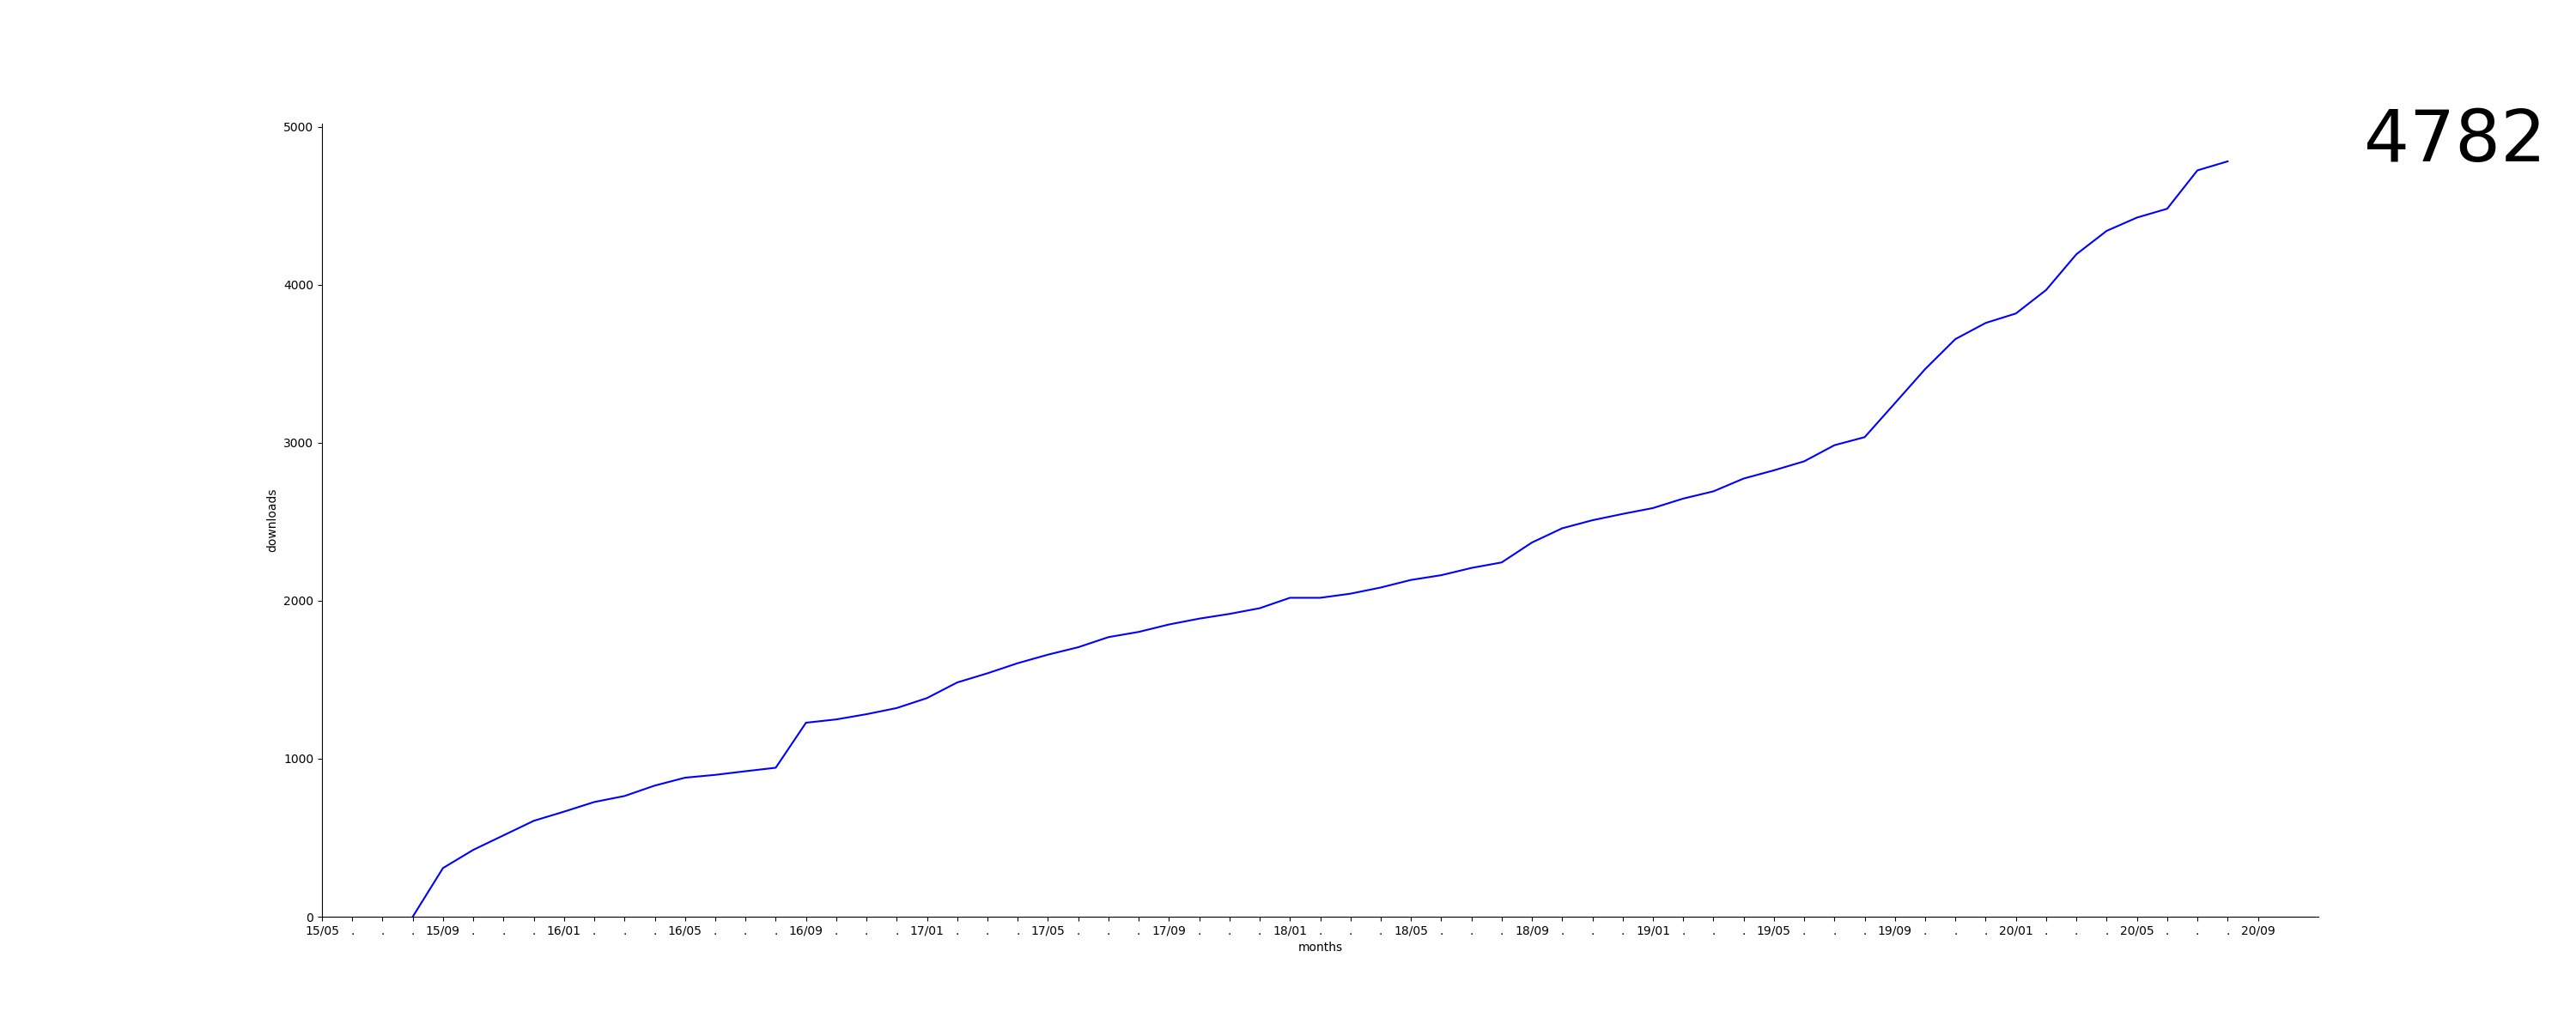 4782
5000
4000
3000
2000
1000
0
downloads
15/05 . . . 15/09 . . . 16/01 . . . 16/05 . . . 16/09 . . . 17/01 . . . 17/05 . . . 17/09 . . . 18/01 . . . 18/05 . . . 18/09 . . . 19/01 . . . 19/05 . . . 19/09 . . . 20/01 . . . 20/05 . . . 20/09
months